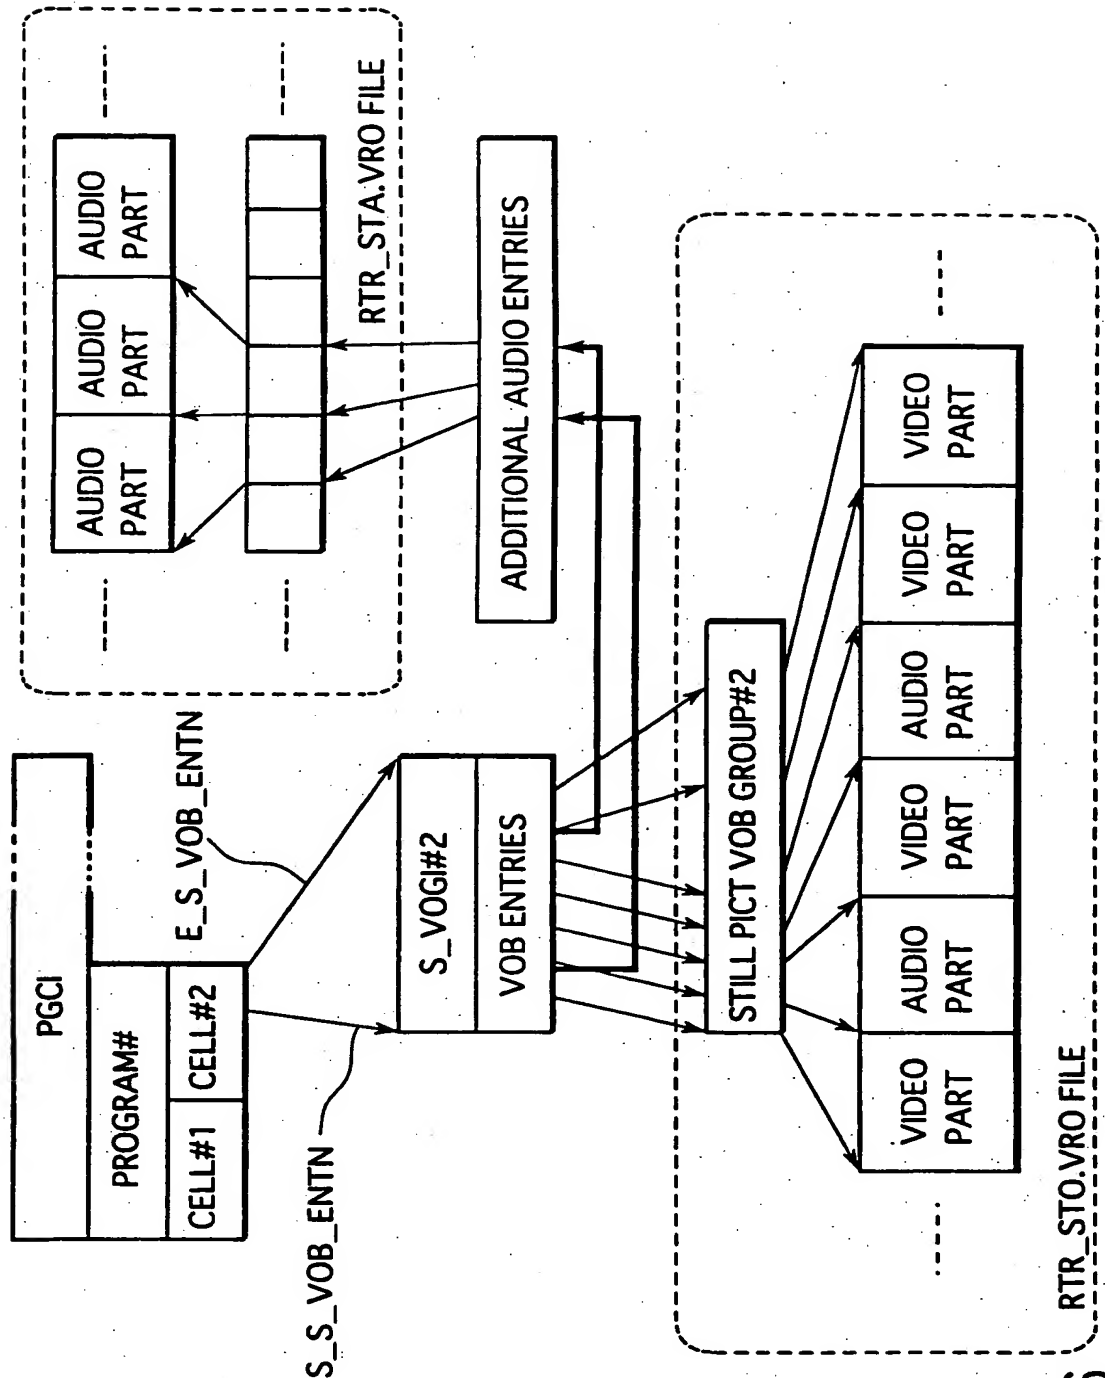 PGCI
PROGRAM#
CELL#1
CELL#2
S_S_VOB_ENTN
E_S_VOB_ENTN
S_VOGI#2
VOB ENTRIES
AUDIO
PART
AUDIO
PART
AUDIO
PART
RTR_STA.VRO FILE
ADDITIONAL AUDIO ENTRIES
STILL PICT VOB GROUP#2
VIDEO
PART
AUDIO
PART
VIDEO
PART
AUDIO
PART
VIDEO
PART
VIDEO
PART
RTR_STO.VRO FILE